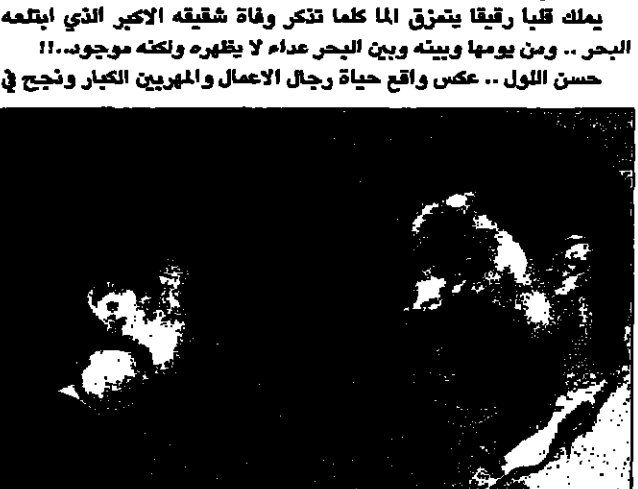 يملك قلبا رقيقا يتمزق الما كلما تذكر وفاة شقيقه الاكبر الذي ابتلعه
البحر .. ومن يومها وبينه وبين البحر عداء لا يظهره ولكنه موجود..!!
حسن اللول .. عكس واقع حياة رجال الاعمال والمهربين الكبار ونجح في